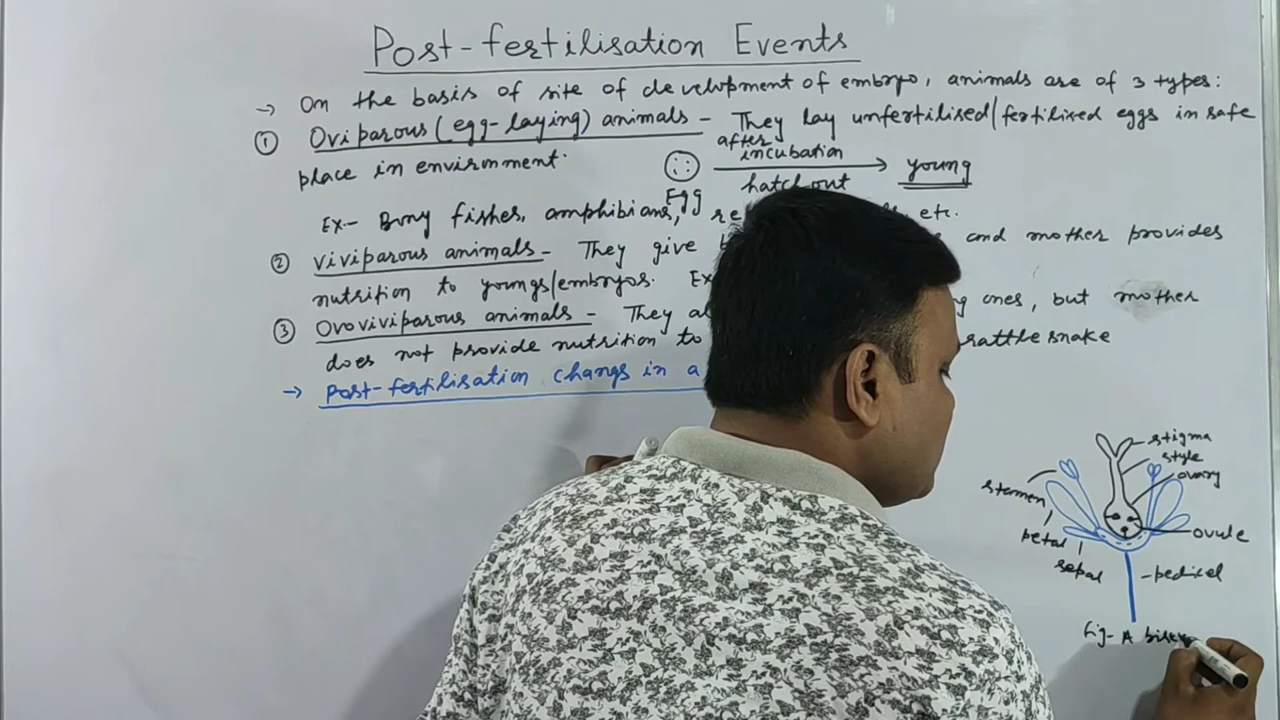 Post-fertilisation Events
→ On the basis of site of development of embryo, animals are of 3 types:
① Oviparous (egg-laying) animals - They lay unfertilised/fertilised eggs in safe
place in environment.
after
incubation
hatch out
young
Egg
Ex:- Bony fishes, amphibians, re etc.
② viviparous animals - They give and mother provides
nutrition to youngs/embryos. Ex
③ Ovoviviparous animals - They ones, but mother
does not provide nutrition to rattle snake
→ Post-fertilisation changs in a
stigma
style
ovary
stamen
petal
ovule
sepal
-pedicel
fig- A